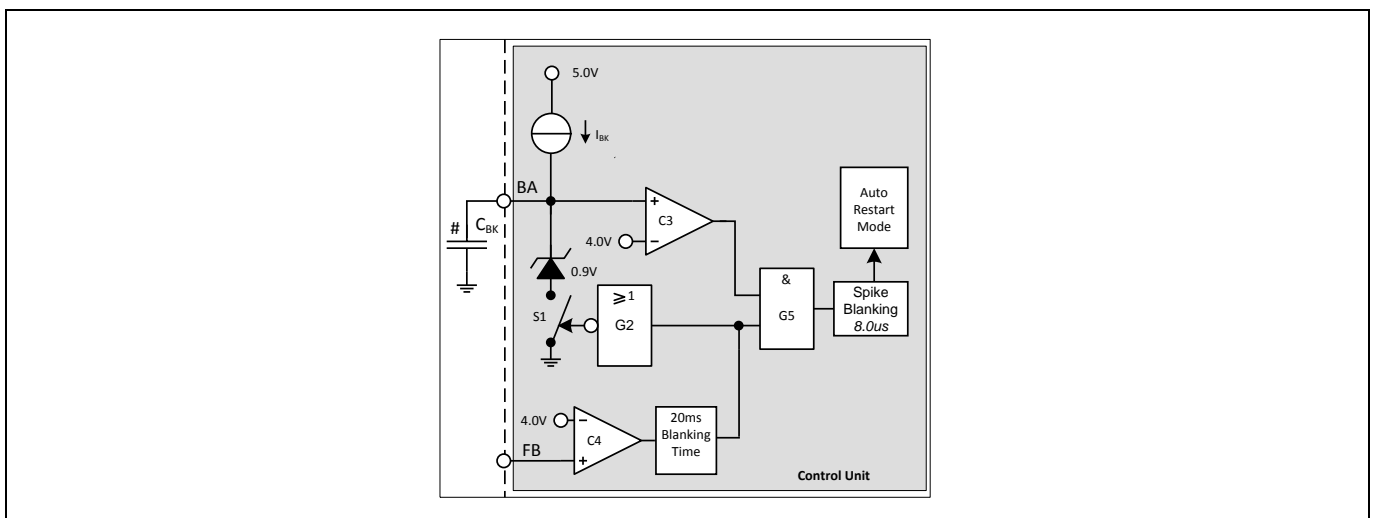 5.0V
I_BK
BA
# C_BK
+
C3
4.0V
−
Auto
Restart
Mode
0.9V
&
G5
Spike
Blanking
8.0us
S1
⩾1
G2
4.0V
−
C4
20ms
Blanking
Time
FB
+
Control Unit